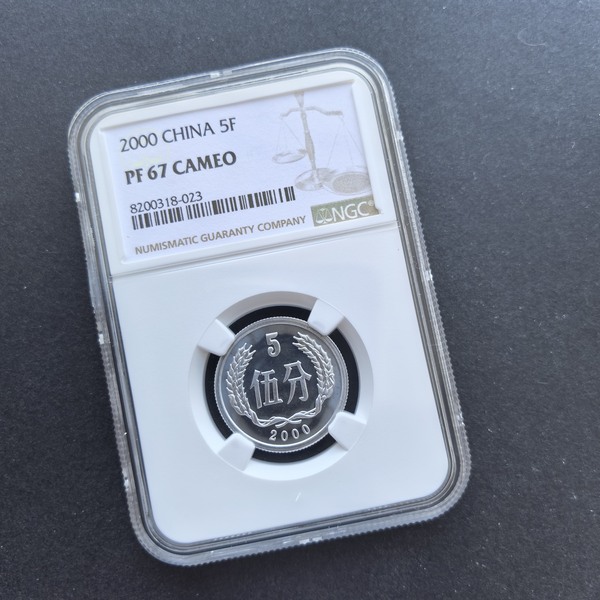 2000 CHINA 5F
PF 67 CAMEO
8200318-023
NUMISMATIC GUARANTY COMPANY
NGC
5
伍分
2000